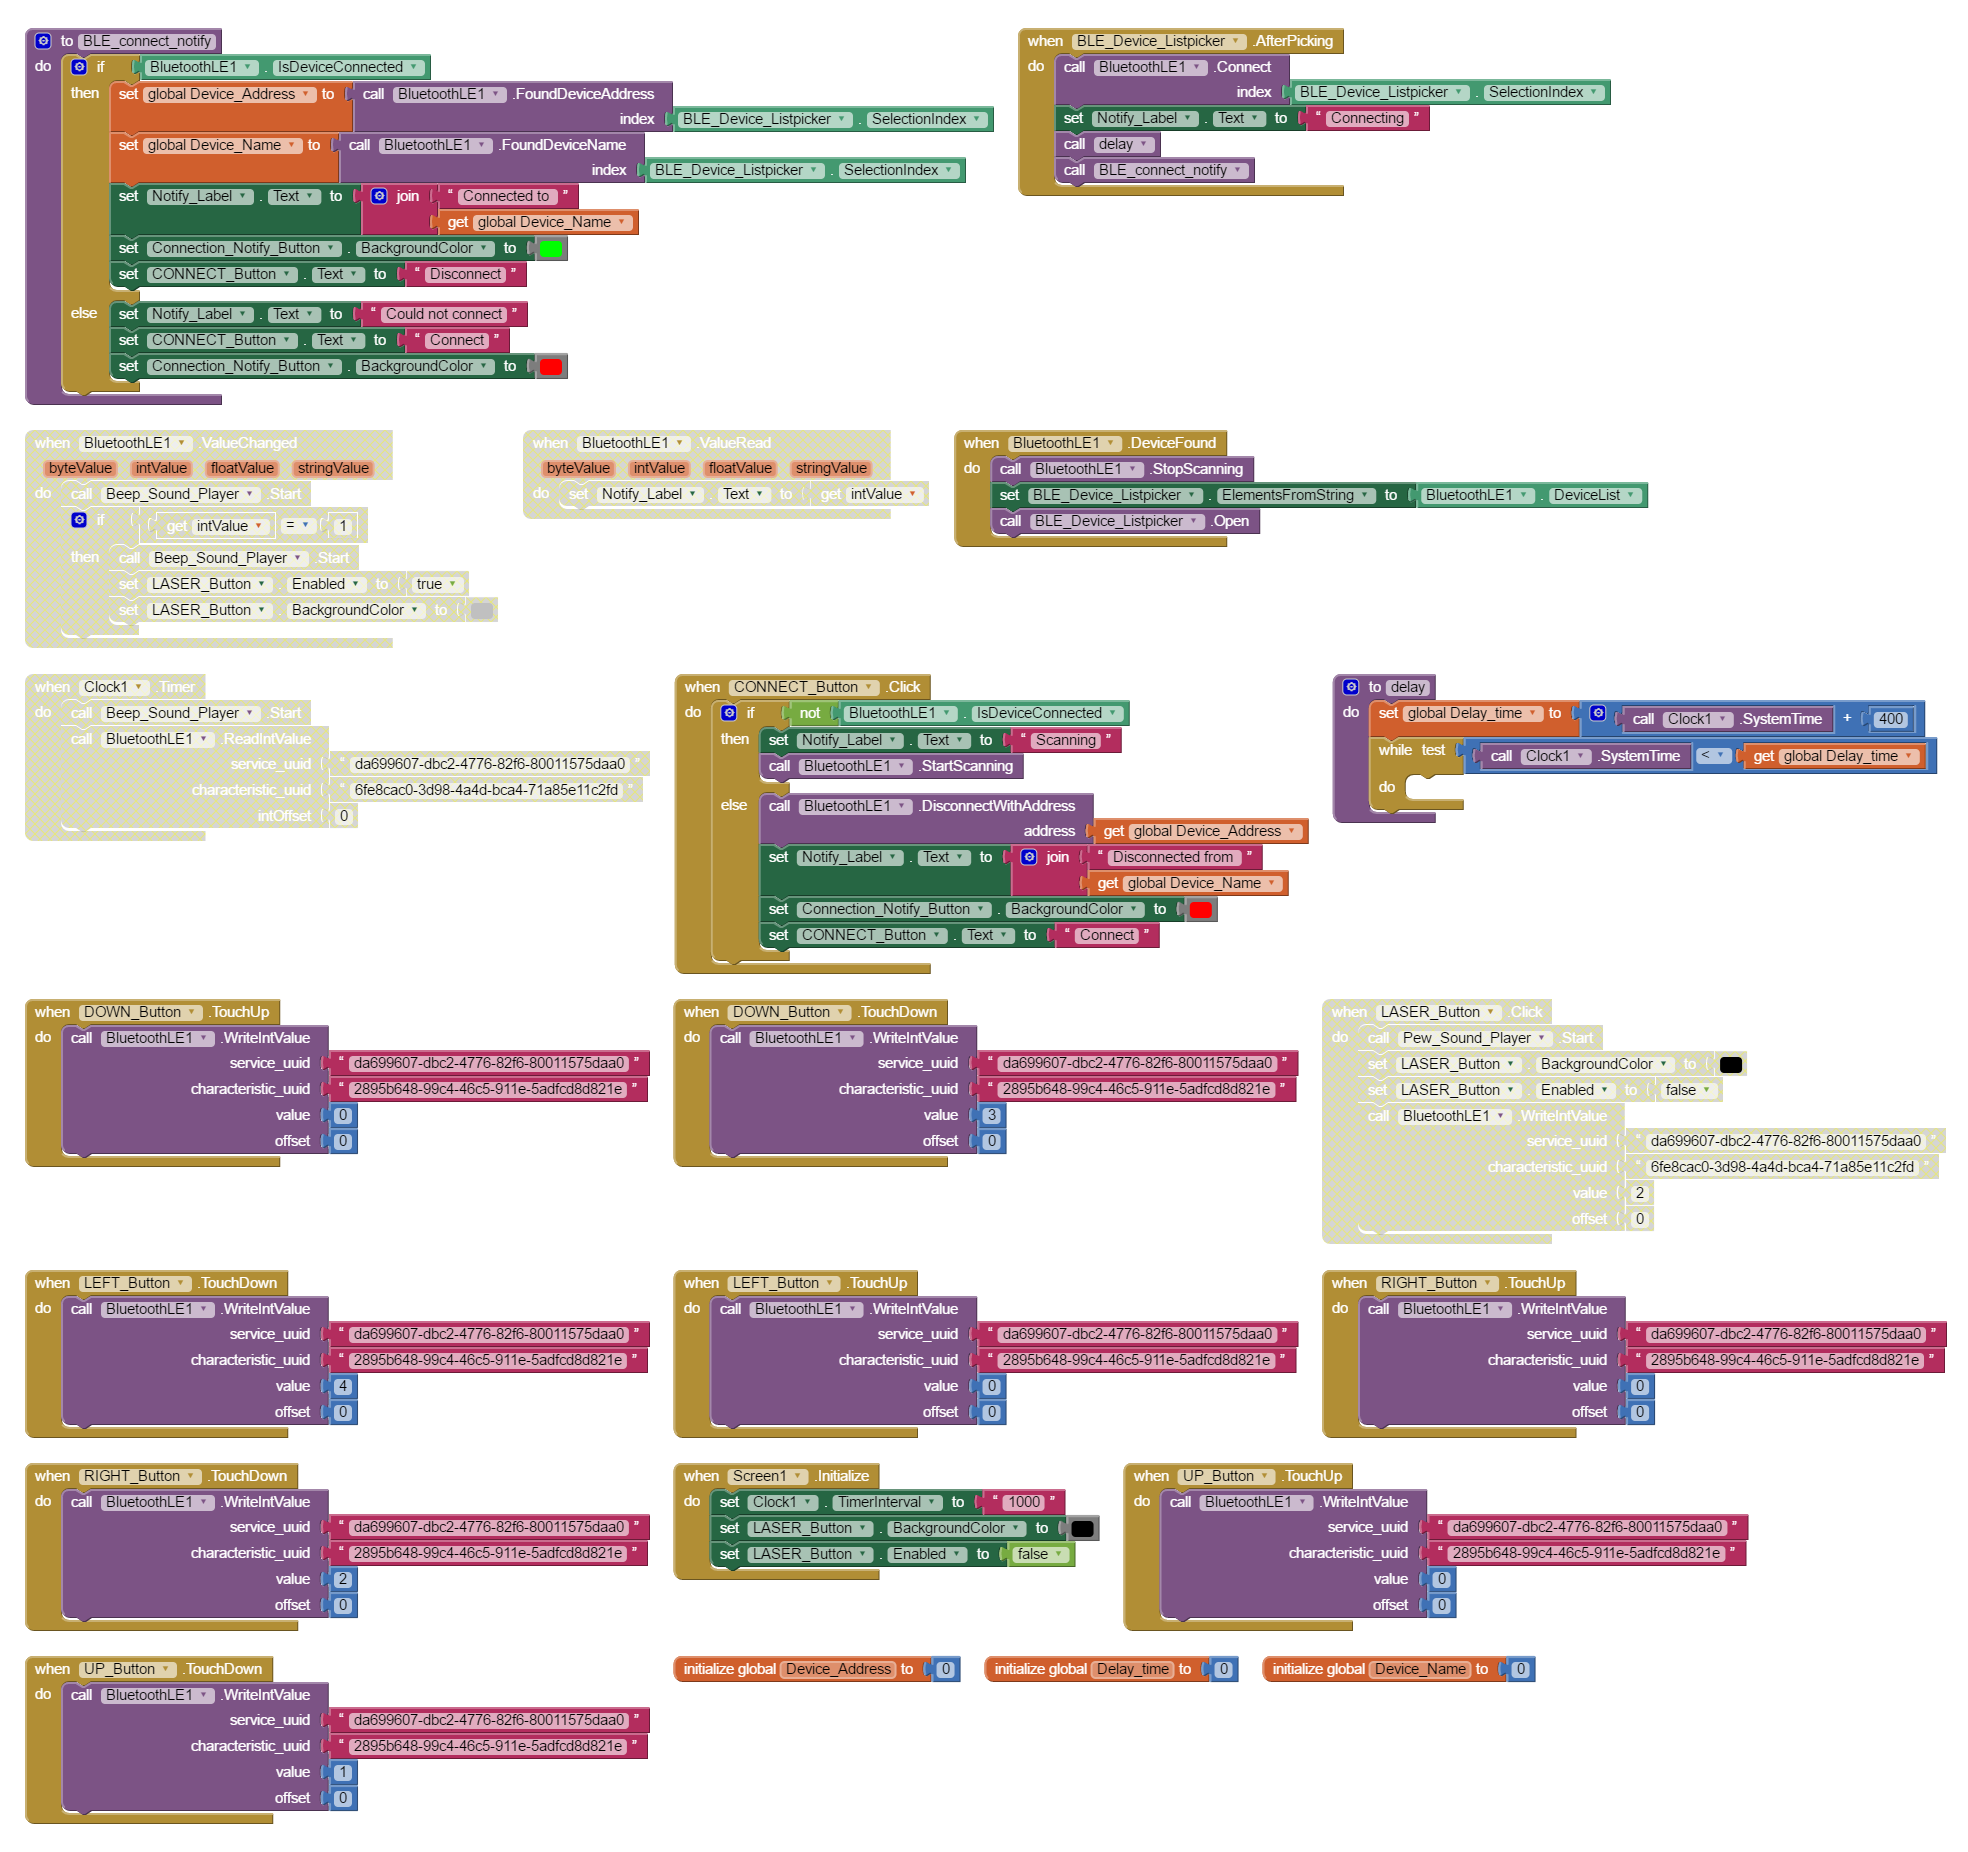 to BLE_connect_notify
do if BluetoothLE1 . IsDeviceConnected
then set global Device_Address to call BluetoothLE1 .FoundDeviceAddress
index BLE_Device_Listpicker . SelectionIndex
set global Device_Name to call BluetoothLE1 .FoundDeviceName
index BLE_Device_Listpicker . SelectionIndex
set Notify_Label . Text to join " Connected to "
get global Device_Name
set Connection_Notify_Button . BackgroundColor to
set CONNECT_Button . Text to " Disconnect "
else set Notify_Label . Text to " Could not connect "
set CONNECT_Button . Text to " Connect "
set Connection_Notify_Button . BackgroundColor to
when BLE_Device_Listpicker .AfterPicking
do call BluetoothLE1 .Connect
index BLE_Device_Listpicker . SelectionIndex
set Notify_Label . Text to " Connecting "
call delay
call BLE_connect_notify
when BluetoothLE1 .ValueChanged
byteValue intValue floatValue stringValue
do call Beep_Sound_Player .Start
if get intValue = 1
then call Beep_Sound_Player .Start
set LASER_Button . Enabled to true
set LASER_Button . BackgroundColor to
when BluetoothLE1 .ValueRead
byteValue intValue floatValue stringValue
do set Notify_Label . Text to get intValue
when BluetoothLE1 .DeviceFound
do call BluetoothLE1 .StopScanning
set BLE_Device_Listpicker . ElementsFromString to BluetoothLE1 . DeviceList
call BLE_Device_Listpicker .Open
when Clock1 .Timer
do call Beep_Sound_Player .Start
call BluetoothLE1 .ReadIntValue
service_uuid " da699607-dbc2-4776-82f6-80011575daa0 "
characteristic_uuid " 6fe8cac0-3d98-4a4d-bca4-71a85e11c2fd "
intOffset 0
when CONNECT_Button .Click
do if not BluetoothLE1 . IsDeviceConnected
then set Notify_Label . Text to " Scanning "
call BluetoothLE1 .StartScanning
else call BluetoothLE1 .DisconnectWithAddress
address get global Device_Address
set Notify_Label . Text to join " Disconnected from "
get global Device_Name
set Connection_Notify_Button . BackgroundColor to
set CONNECT_Button . Text to " Connect "
to delay
do set global Delay_time to call Clock1 .SystemTime + 400
while test call Clock1 .SystemTime < get global Delay_time
do
when DOWN_Button .TouchUp
do call BluetoothLE1 .WriteIntValue
service_uuid " da699607-dbc2-4776-82f6-80011575daa0 "
characteristic_uuid " 2895b648-99c4-46c5-911e-5adfcd8d821e "
value 0
offset 0
when DOWN_Button .TouchDown
do call BluetoothLE1 .WriteIntValue
service_uuid " da699607-dbc2-4776-82f6-80011575daa0 "
characteristic_uuid " 2895b648-99c4-46c5-911e-5adfcd8d821e "
value 3
offset 0
when LASER_Button .Click
do call Pew_Sound_Player .Start
set LASER_Button . BackgroundColor to
set LASER_Button . Enabled to false
call BluetoothLE1 .WriteIntValue
service_uuid " da699607-dbc2-4776-82f6-80011575daa0 "
characteristic_uuid " 6fe8cac0-3d98-4a4d-bca4-71a85e11c2fd "
value 2
offset 0
when LEFT_Button .TouchDown
do call BluetoothLE1 .WriteIntValue
service_uuid " da699607-dbc2-4776-82f6-80011575daa0 "
characteristic_uuid " 2895b648-99c4-46c5-911e-5adfcd8d821e "
value 4
offset 0
when LEFT_Button .TouchUp
do call BluetoothLE1 .WriteIntValue
service_uuid " da699607-dbc2-4776-82f6-80011575daa0 "
characteristic_uuid " 2895b648-99c4-46c5-911e-5adfcd8d821e "
value 0
offset 0
when RIGHT_Button .TouchUp
do call BluetoothLE1 .WriteIntValue
service_uuid " da699607-dbc2-4776-82f6-80011575daa0 "
characteristic_uuid " 2895b648-99c4-46c5-911e-5adfcd8d821e "
value 0
offset 0
when RIGHT_Button .TouchDown
do call BluetoothLE1 .WriteIntValue
service_uuid " da699607-dbc2-4776-82f6-80011575daa0 "
characteristic_uuid " 2895b648-99c4-46c5-911e-5adfcd8d821e "
value 2
offset 0
when Screen1 .Initialize
do set Clock1 . TimerInterval to " 1000 "
set LASER_Button . BackgroundColor to
set LASER_Button . Enabled to false
when UP_Button .TouchUp
do call BluetoothLE1 .WriteIntValue
service_uuid " da699607-dbc2-4776-82f6-80011575daa0 "
characteristic_uuid " 2895b648-99c4-46c5-911e-5adfcd8d821e "
value 0
offset 0
when UP_Button .TouchDown
do call BluetoothLE1 .WriteIntValue
service_uuid " da699607-dbc2-4776-82f6-80011575daa0 "
characteristic_uuid " 2895b648-99c4-46c5-911e-5adfcd8d821e "
value 1
offset 0
initialize global Device_Address to 0
initialize global Delay_time to 0
initialize global Device_Name to 0